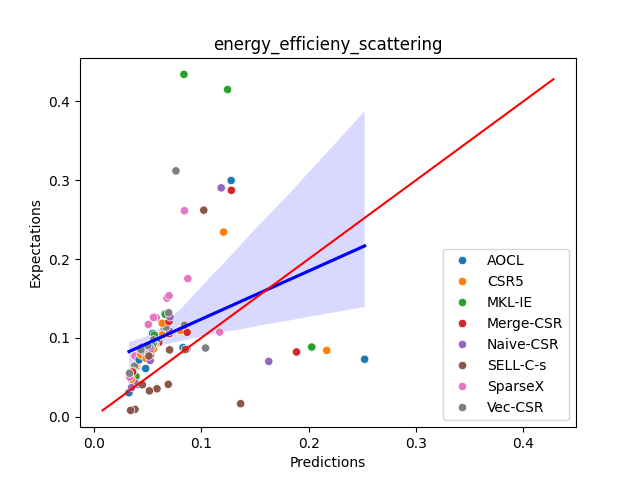 energy_efficieny_scattering
Expectations
0.4
0.3
0.2
0.1
0.0
0.0 0.1 0.2 0.3 0.4
Predictions
AOCL
CSR5
MKL-IE
Merge-CSR
Naive-CSR
SELL-C-s
SparseX
Vec-CSR